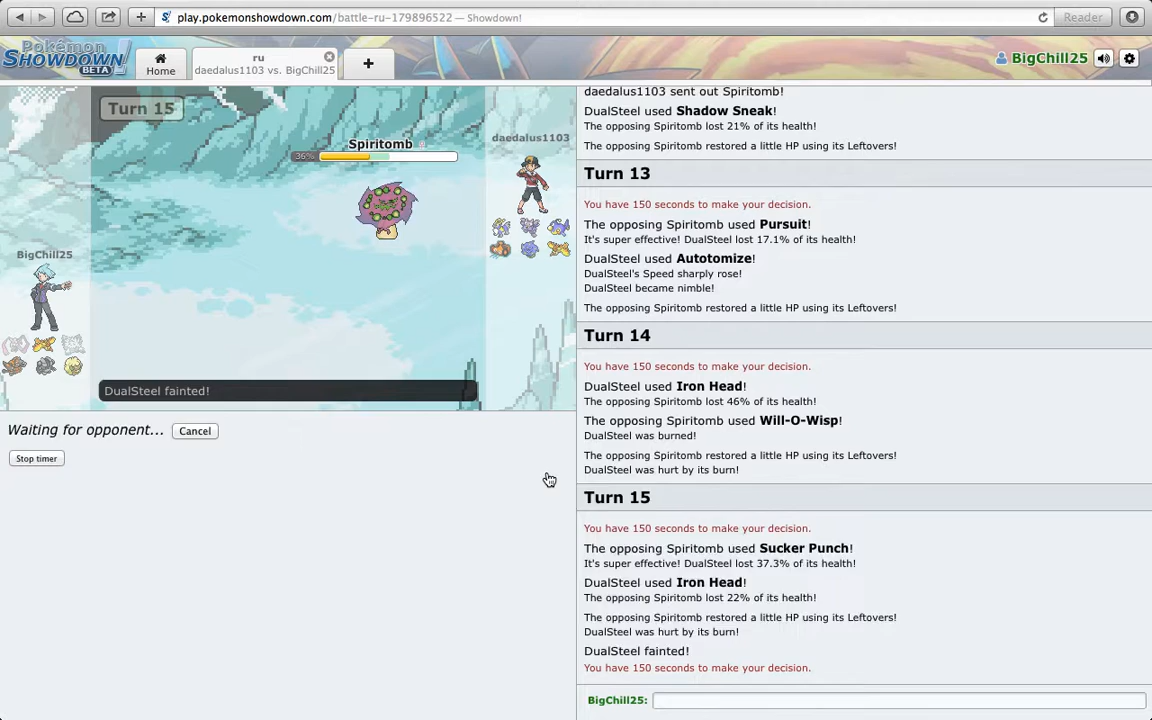 play.pokemonshowdown.com/battle-ru-179896522 — Showdown!
Reader
Pokémon
SHOWDOWN!
BETA
Home
ru
daedalus1103 vs. BigChill25
BigChill25
Turn 15
Spiritomb
36%
daedalus1103
BigChill25
DualSteel fainted!
Waiting for opponent...
Cancel
Stop timer
daedalus1103 sent out Spiritomb!
DualSteel used Shadow Sneak!
The opposing Spiritomb lost 21% of its health!
The opposing Spiritomb restored a little HP using its Leftovers!
Turn 13
You have 150 seconds to make your decision.
The opposing Spiritomb used Pursuit!
It's super effective! DualSteel lost 17.1% of its health!
DualSteel used Autotomize!
DualSteel's Speed sharply rose!
DualSteel became nimble!
The opposing Spiritomb restored a little HP using its Leftovers!
Turn 14
You have 150 seconds to make your decision.
DualSteel used Iron Head!
The opposing Spiritomb lost 46% of its health!
The opposing Spiritomb used Will-O-Wisp!
DualSteel was burned!
The opposing Spiritomb restored a little HP using its Leftovers!
DualSteel was hurt by its burn!
Turn 15
You have 150 seconds to make your decision.
The opposing Spiritomb used Sucker Punch!
It's super effective! DualSteel lost 37.3% of its health!
DualSteel used Iron Head!
The opposing Spiritomb lost 22% of its health!
The opposing Spiritomb restored a little HP using its Leftovers!
DualSteel was hurt by its burn!
DualSteel fainted!
You have 150 seconds to make your decision.
BigChill25: